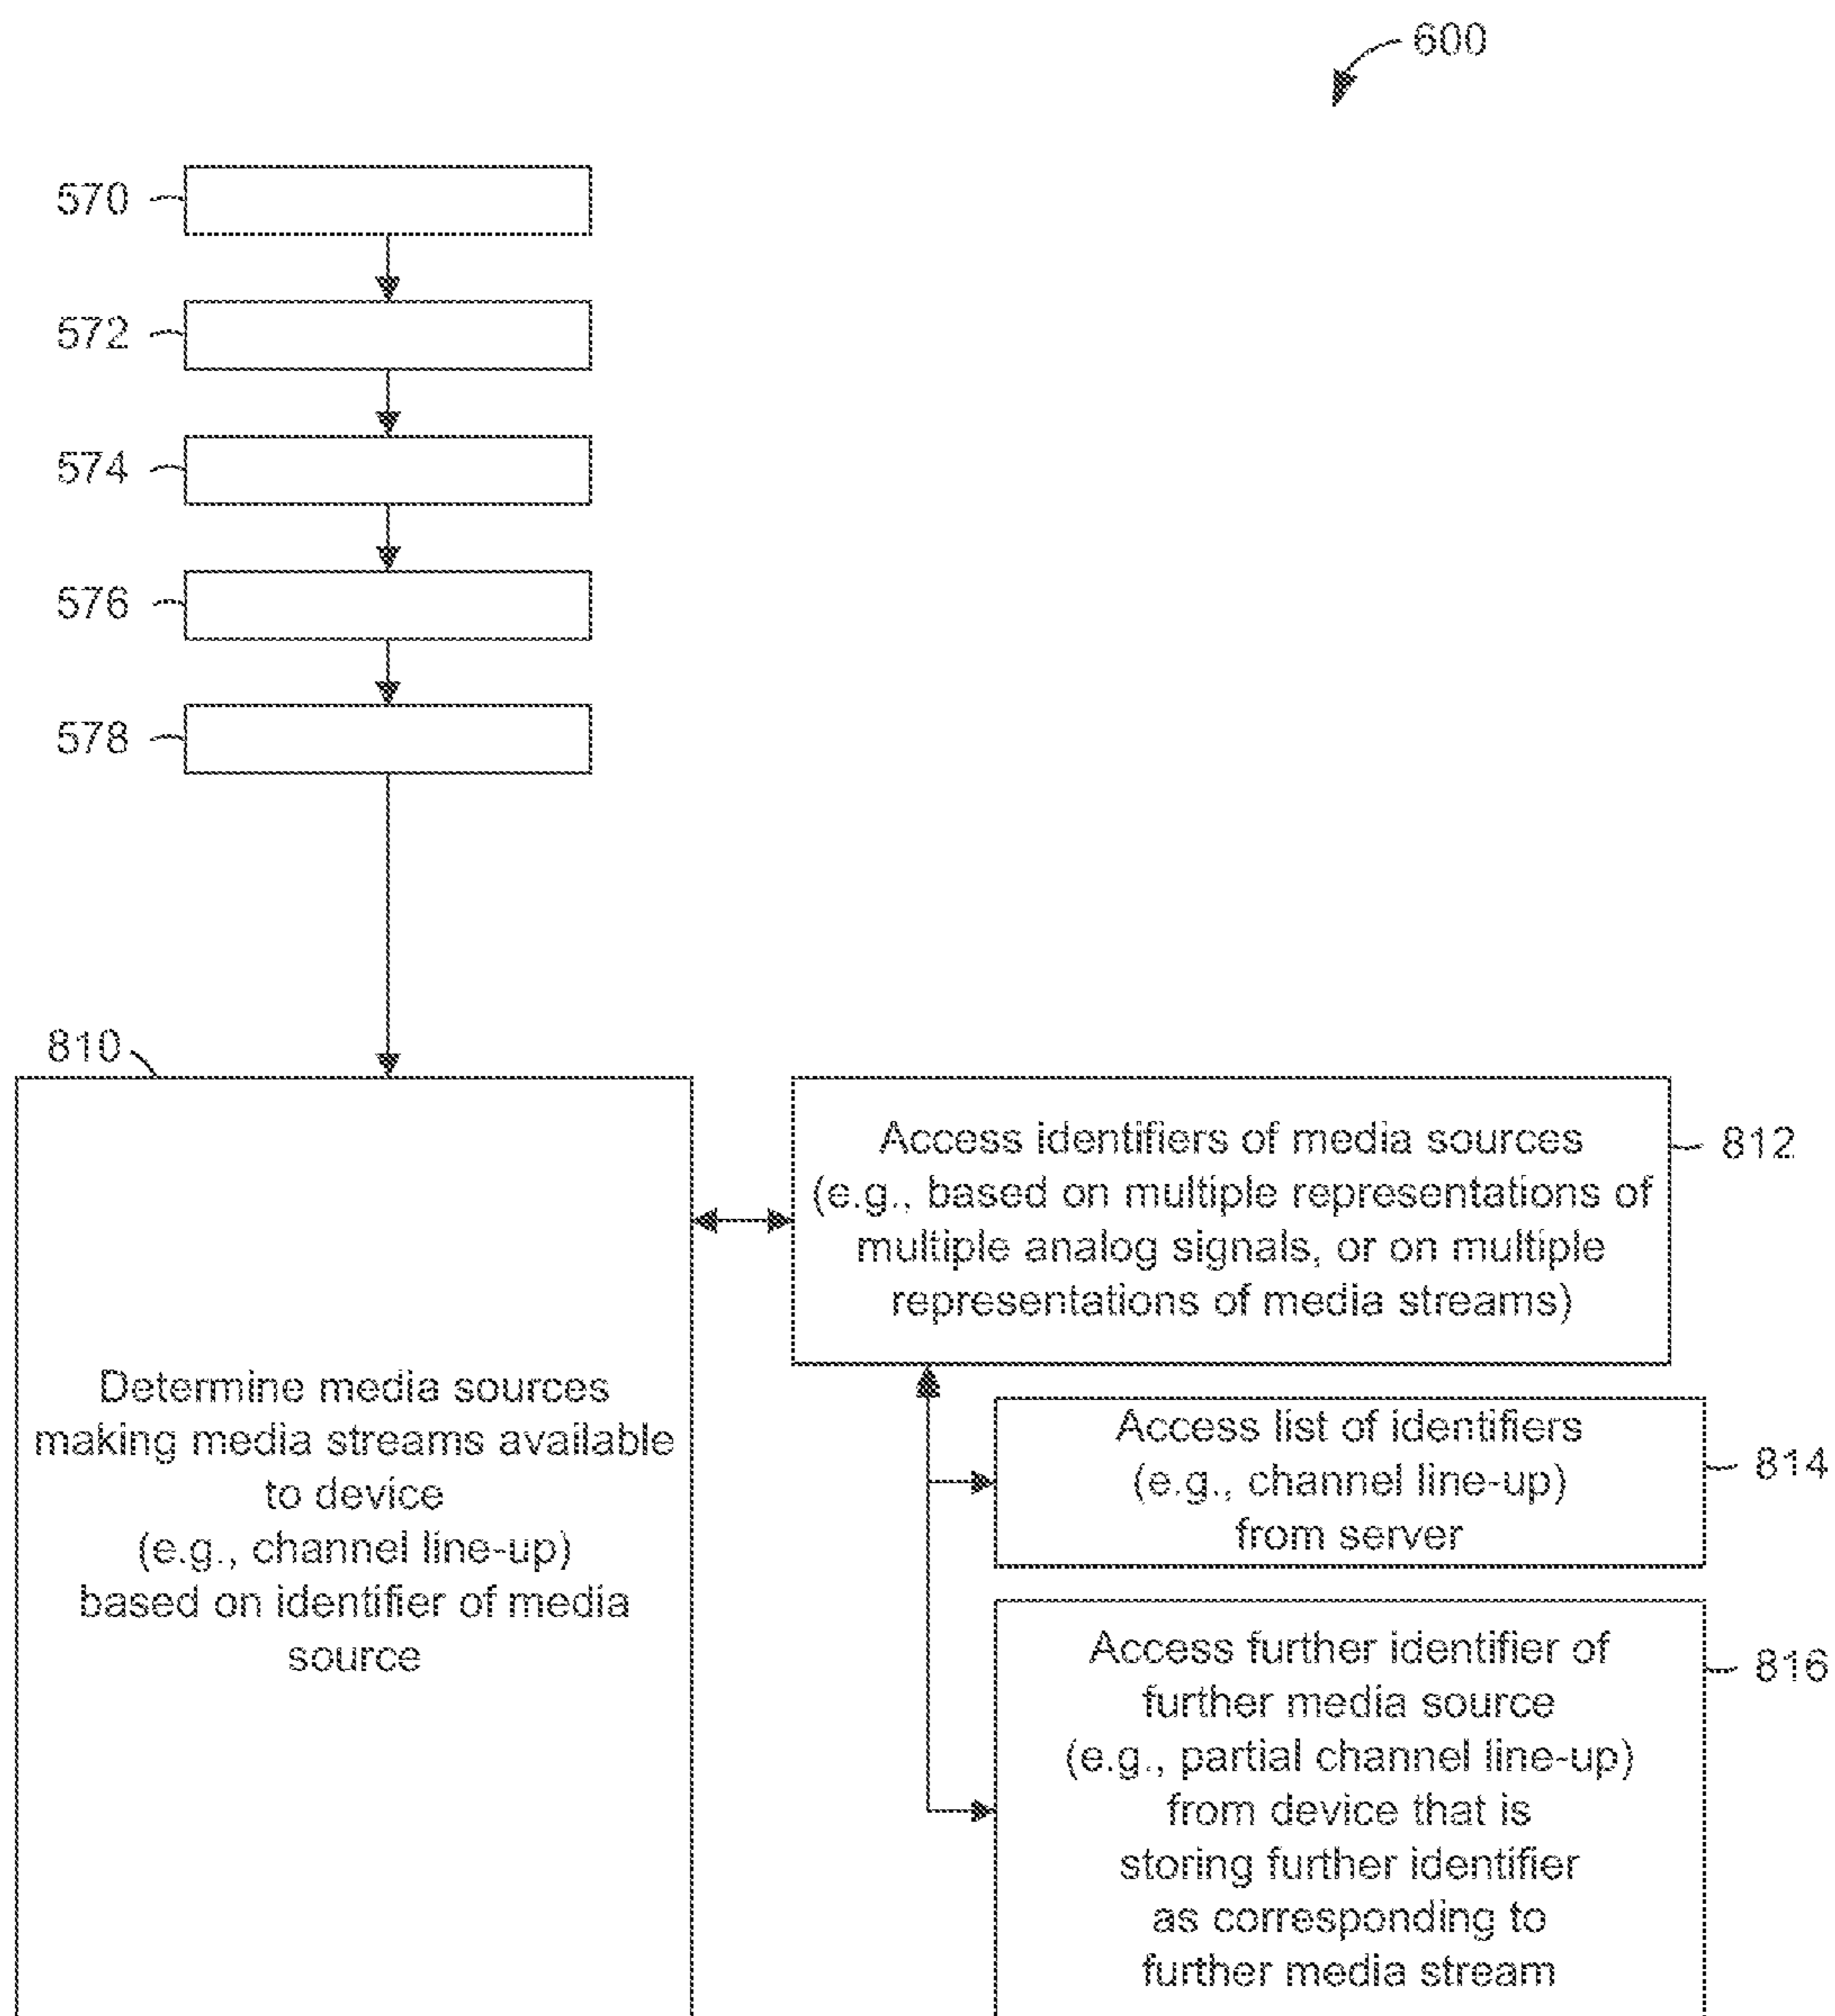 600
570
572
574
576
578
810
Determine media sources
making media streams available
to device
(e.g., channel line-up)
based on identifier of media
source
Access identifiers of media sources
(e.g., based on multiple representations of
multiple analog signals, or on multiple
representations of media streams)
812
Access list of identifiers
(e.g., channel line-up)
from server
814
Access further identifier of
further media source
(e.g., partial channel line-up)
from device that is
storing further identifier
as corresponding to
further media stream
816